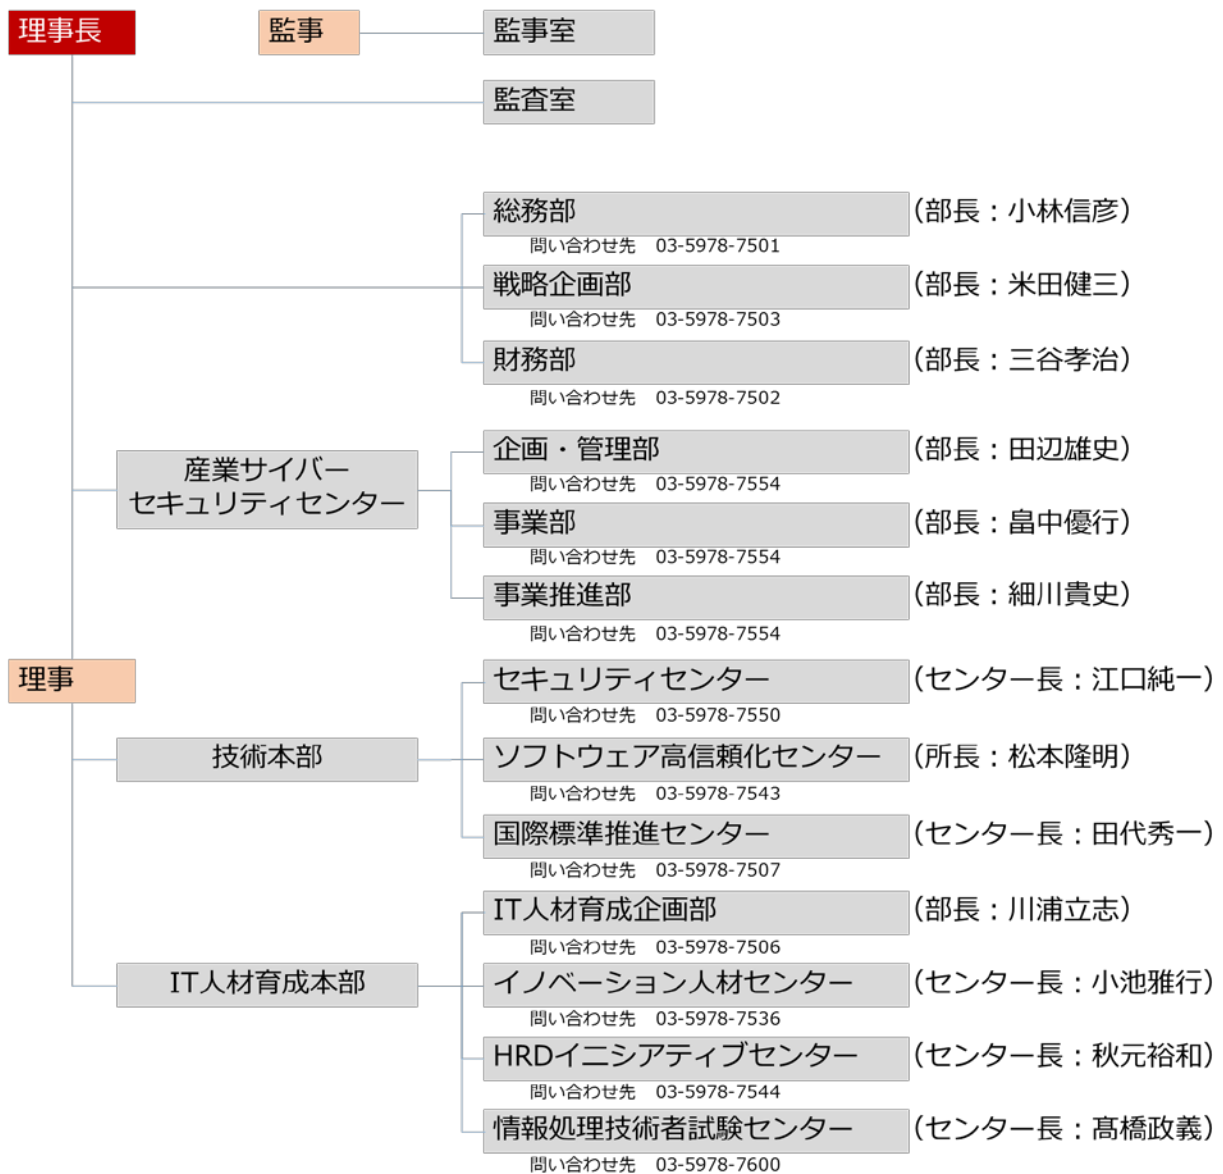 理事長
監事
監事室
監査室
総務部
(部長:小林信彦)
問い合わせ先 03-5978-7501
戦略企画部
(部長:米田健三)
問い合わせ先 03-5978-7503
財務部
(部長:三谷孝治)
問い合わせ先 03-5978-7502
産業サイバー
セキュリティセンター
企画・管理部
(部長:田辺雄史)
問い合わせ先 03-5978-7554
事業部
(部長:畠中優行)
問い合わせ先 03-5978-7554
事業推進部
(部長:細川貴史)
問い合わせ先 03-5978-7554
理事
技術本部
セキュリティセンター
(センター長:江口純一)
問い合わせ先 03-5978-7550
ソフトウェア高信頼化センター
(所長:松本隆明)
問い合わせ先 03-5978-7543
国際標準推進センター
(センター長:田代秀一)
問い合わせ先 03-5978-7507
IT人材育成本部
IT人材育成企画部
(部長:川浦立志)
問い合わせ先 03-5978-7506
イノベーション人材センター
(センター長:小池雅行)
問い合わせ先 03-5978-7536
HRDイニシアティブセンター
(センター長:秋元裕和)
問い合わせ先 03-5978-7544
情報処理技術者試験センター
(センター長:髙橋政義)
問い合わせ先 03-5978-7600